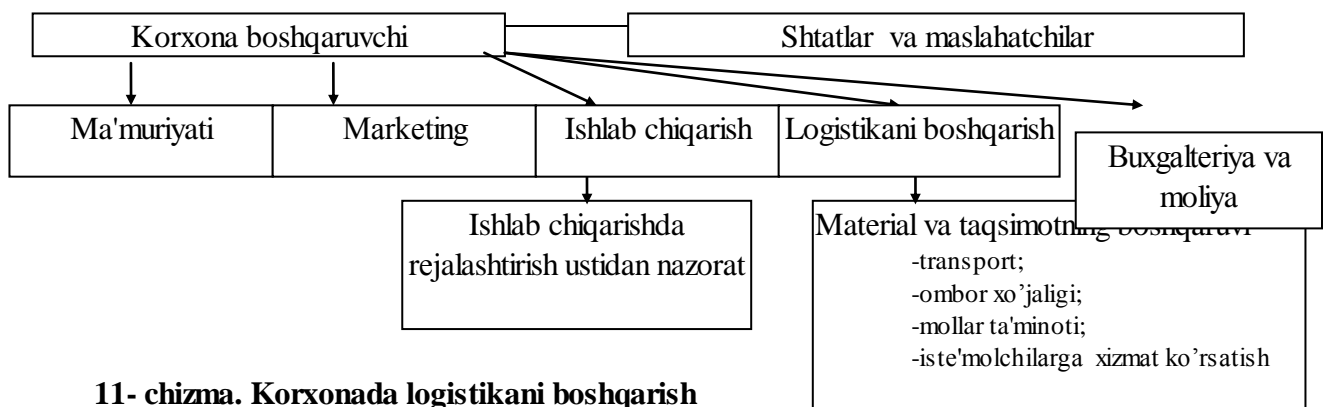 Korxona boshqaruvchi
Shtatlar va maslahatchilar
Ma'muriyati
Marketing
Ishlab chiqarish
Logistikani boshqarish
Buxgalteriya va
moliya
Ishlab chiqarishda
rejalashtirish ustidan nazorat
Material va taqsimotning boshqaruvi
-transport;
-ombor xo’jaligi;
-mollar ta'minoti;
-iste'molchilarga xizmat ko’rsatish
11- chizma. Korxonada logistikani boshqarish